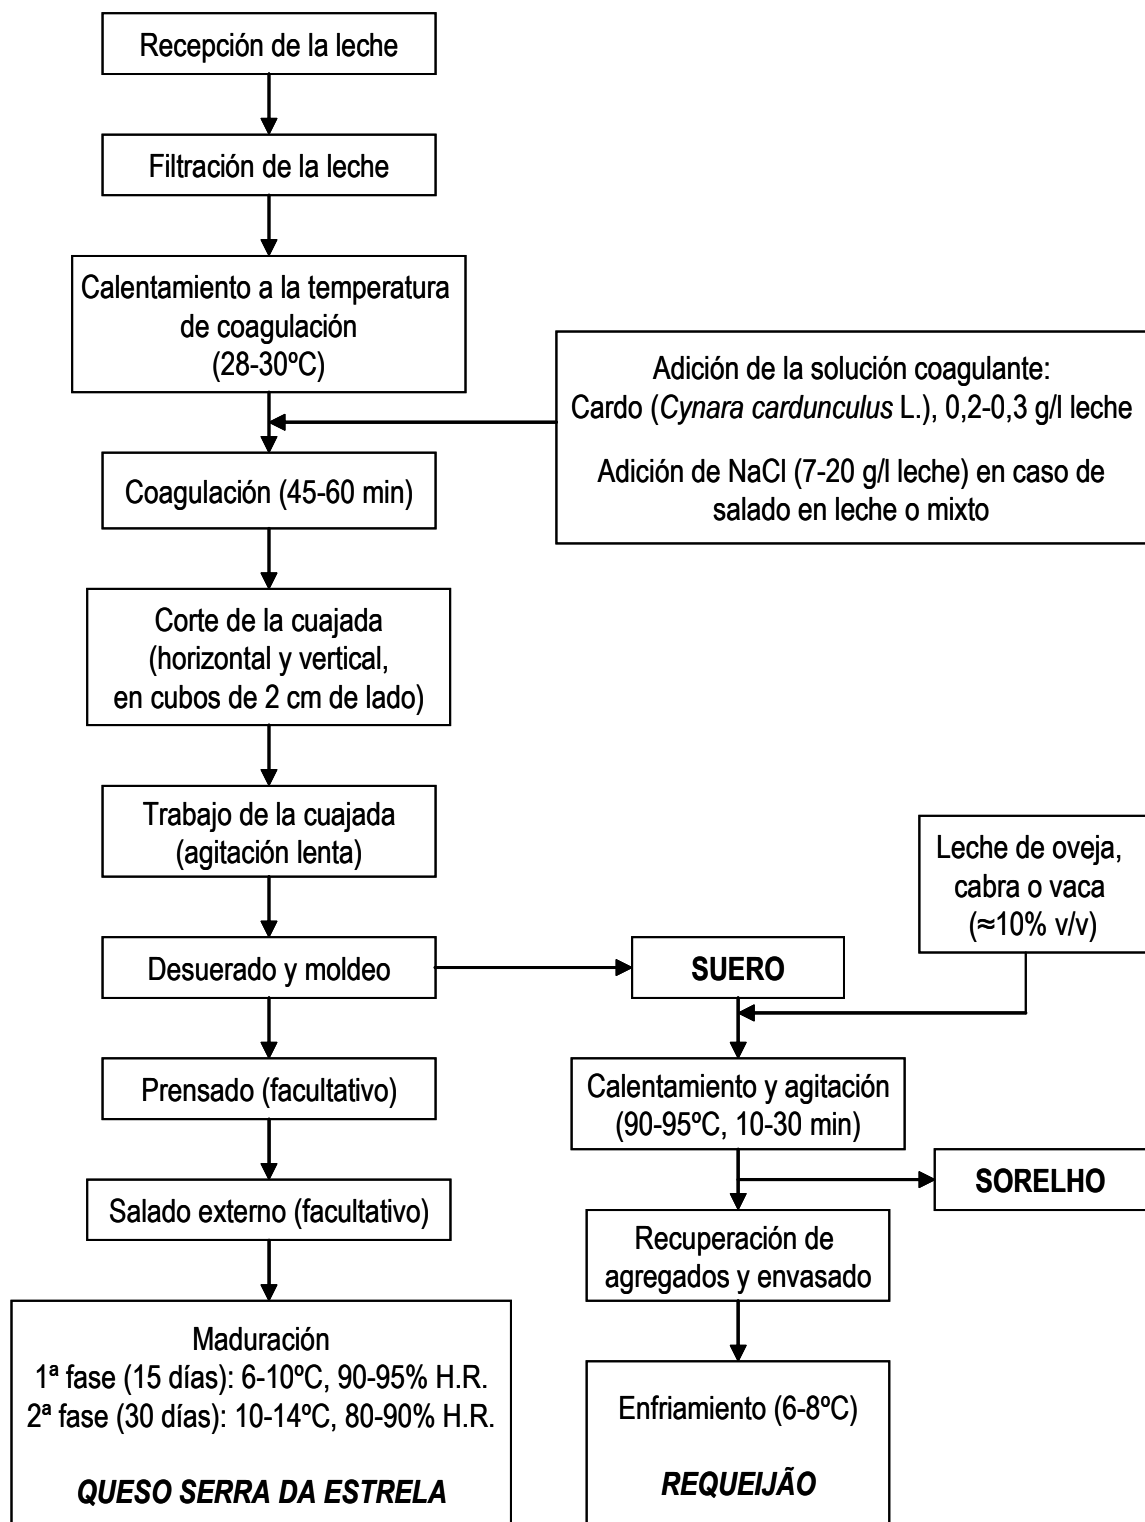 Recepción de la leche
Filtración de la leche
Calentamiento a la temperatura
de coagulación
(28-30ºC)
Adición de la solución coagulante:
Cardo (Cynara cardunculus L.), 0,2-0,3 g/l leche
Adición de NaCl (7-20 g/l leche) en caso de
salado en leche o mixto
Coagulación (45-60 min)
Corte de la cuajada
(horizontal y vertical,
en cubos de 2 cm de lado)
Trabajo de la cuajada
(agitación lenta)
Desuerado y moldeo
SUERO
Leche de oveja,
cabra o vaca
(≈10% v/v)
Prensado (facultativo)
Calentamiento y agitación
(90-95ºC, 10-30 min)
SORELHO
Salado externo (facultativo)
Recuperación de
agregados y envasado
Maduración
1ª fase (15 días): 6-10ºC, 90-95% H.R.
2ª fase (30 días): 10-14ºC, 80-90% H.R.
QUESO SERRA DA ESTRELA
Enfriamiento (6-8ºC)
REQUEIJÃO